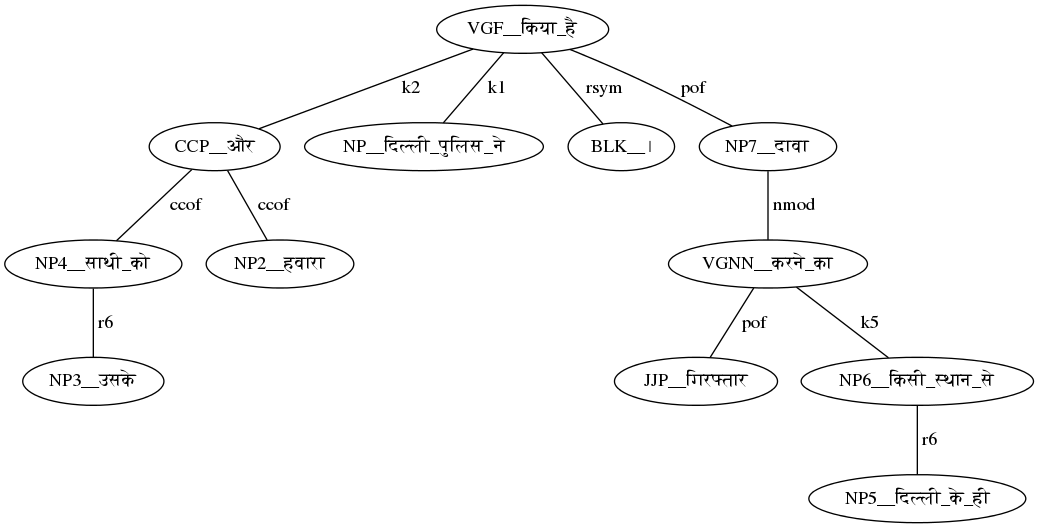 VGF__किया_है
k2 k1 rsym pof
CCP__और NP__दिल्ली_पुलिस_ने BLK__। NP7__दावा
ccof ccof nmod
NP4__साथी_को NP2__हवारा VGNN__करने_का
r6 pof k5
NP3__उसके JJP__गिरफ्तार NP6__किसी_स्थान_से
r6
NP5__दिल्ली_के_ही